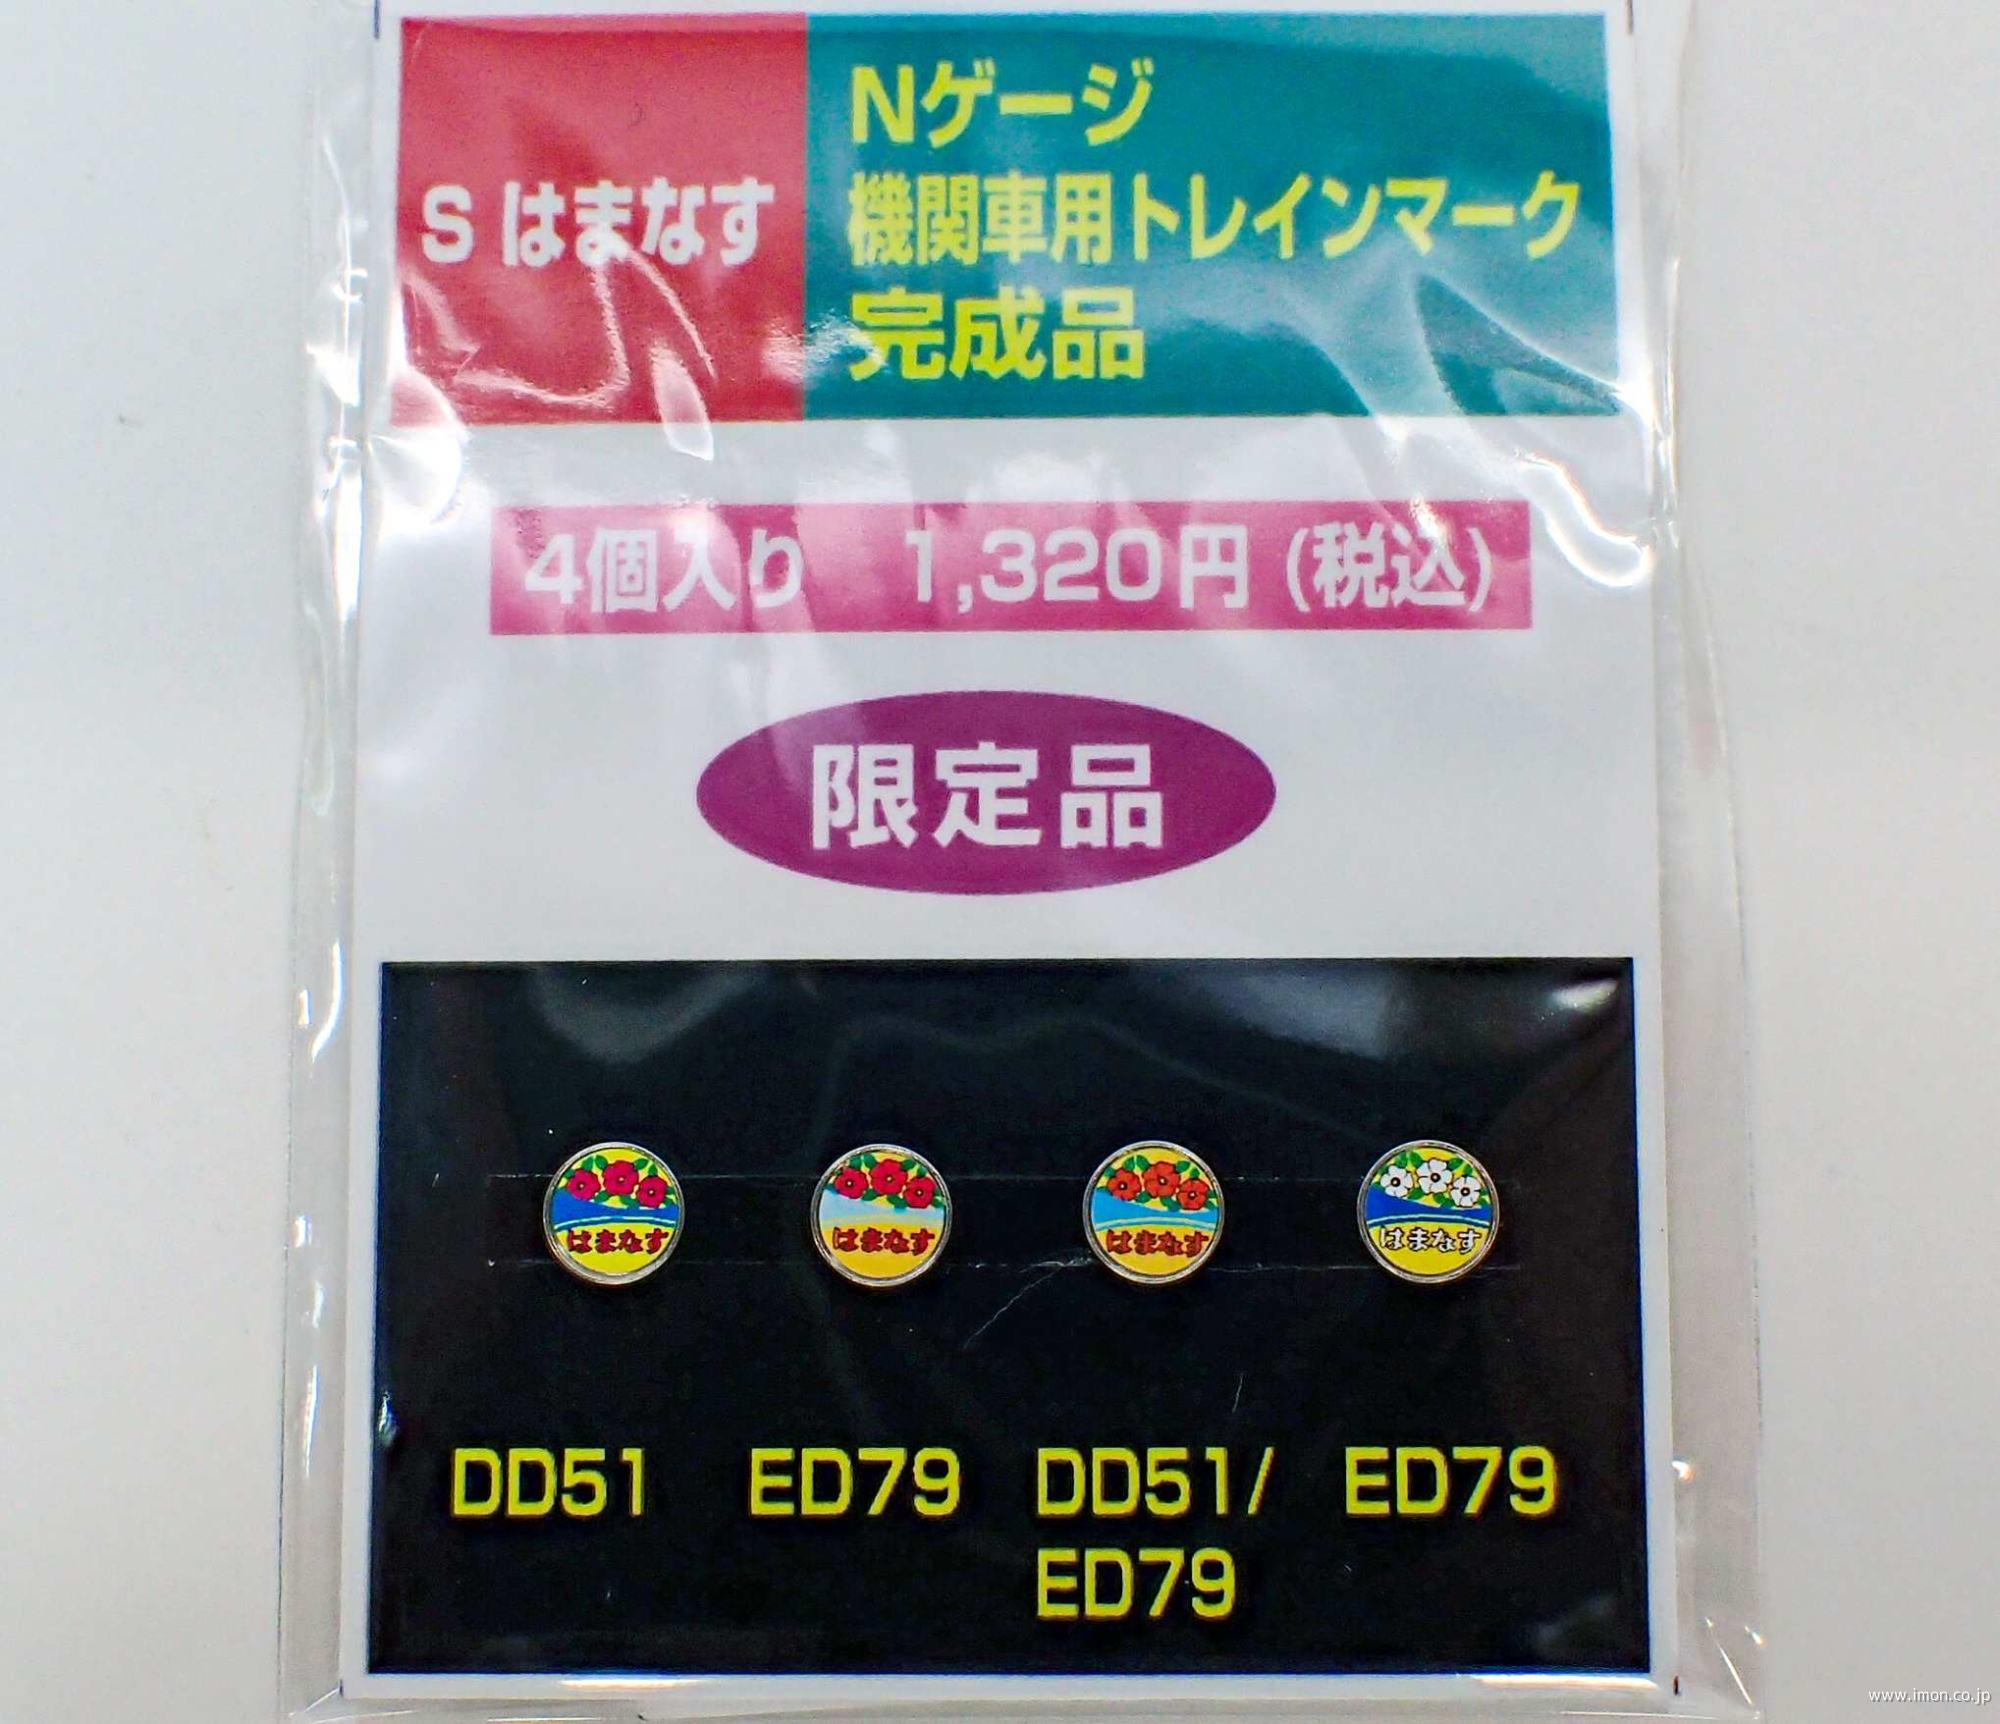 S はまなす
Nゲージ
機関車用トレインマーク
完成品
4個入り 1,320円 (税込)
限定品
はまなす
はまなす
はまなす
はまなす
DD51
ED79
DD51/
ED79
ED79
www.imon.co.jp